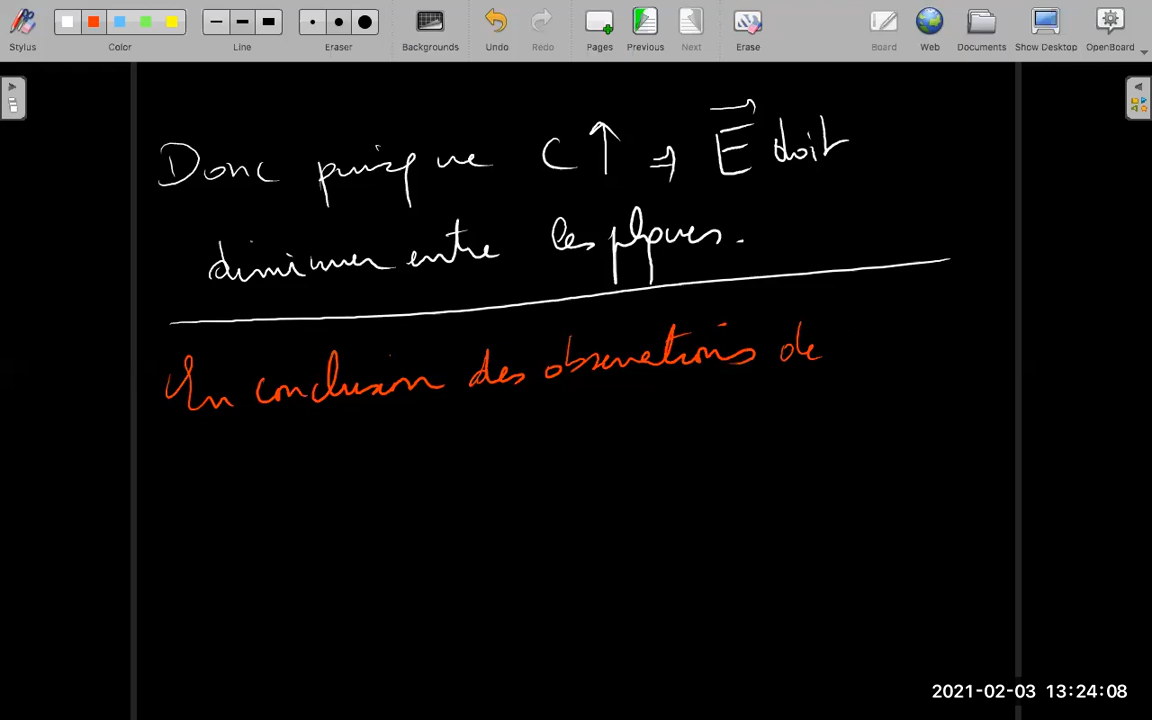 Stylus Color Line Eraser Backgrounds Undo Redo Pages Previous Next Erase Board Web Documents Show Desktop OpenBoard
Donc puisque C↑ ⇒ E⃗ doit
diminuer entre les plaques.
En conclusion des observations de
2021-02-03 13:24:08